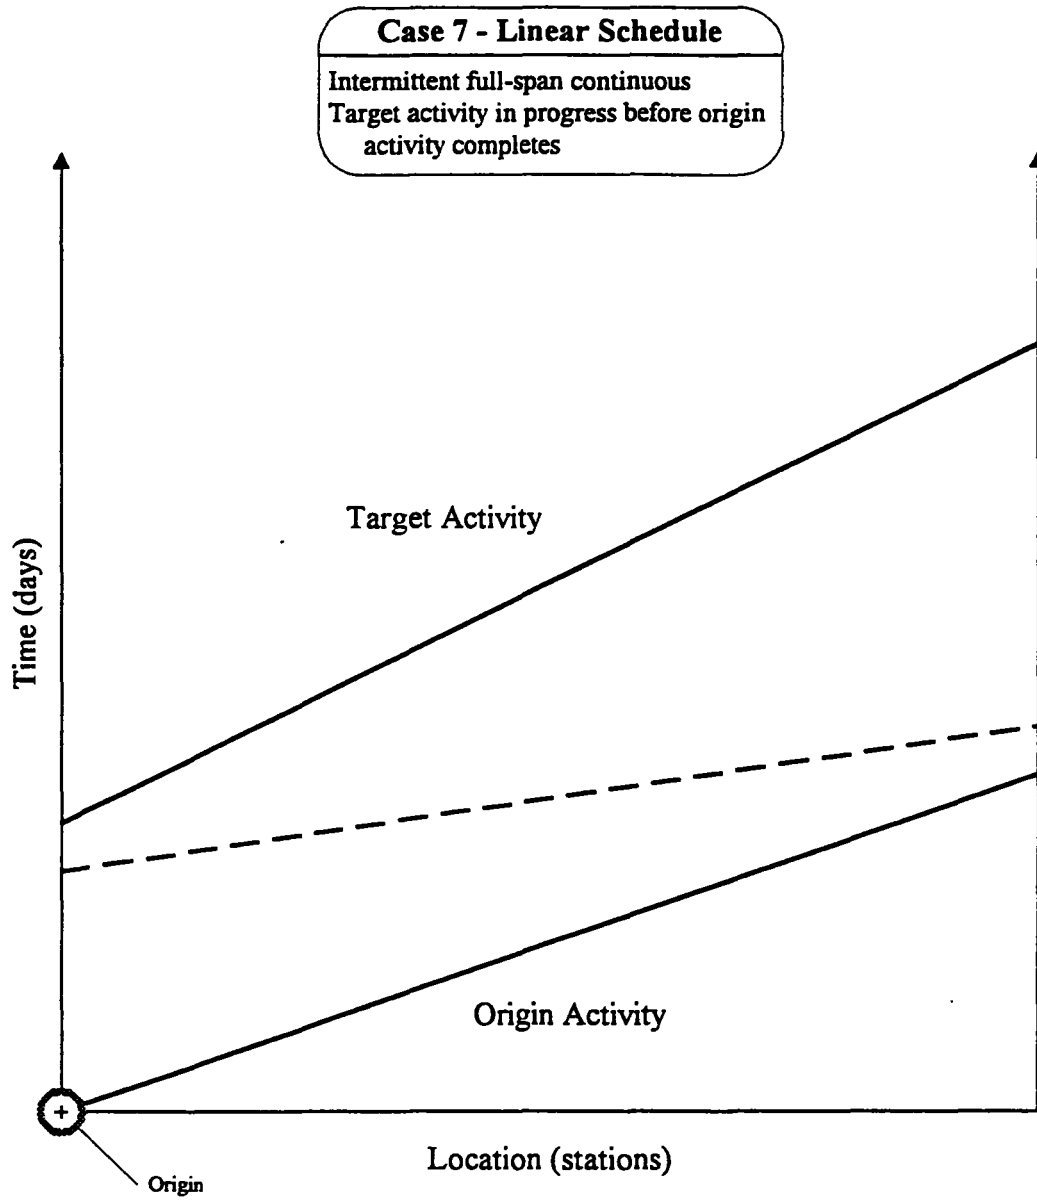 Case 7 - Linear Schedule
Intermittent full-span continuous
Target activity in progress before origin
activity completes
Target Activity
Time (days)
Origin Activity
Location (stations)
Origin